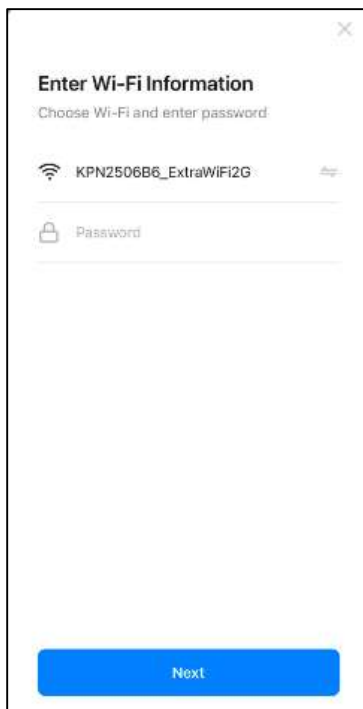 Enter Wi-Fi Information
Choose Wi-Fi and enter password
KPN2506B6_ExtraWiFi2G
Password
Next